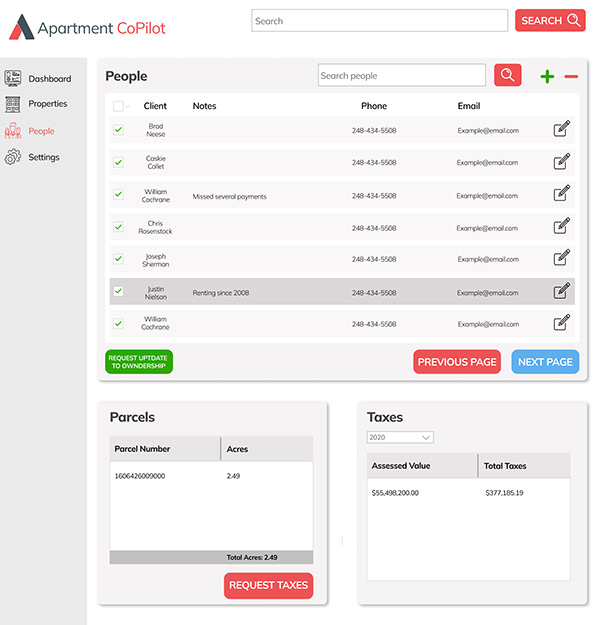 Apartment CoPilot
Search
SEARCH
Dashboard
Properties
People
Settings
People
Search people
Client Notes Phone Email
Brad
Neese
248-434-5508 Example@email.com
Caskie
Collet
248-434-5508 Example@email.com
William
Cochrane
Missed several payments 248-434-5508 Example@email.com
Chris
Rosenstock
248-434-5508 Example@email.com
Joseph
Sherman
248-434-5508 Example@email.com
Justin
Nielson
Renting since 2008 248-434-5508 Example@email.com
William
Cochrane
248-434-5508 Example@email.com
REQUEST UPTDATE
TO OWNDERSHIP
PREVIOUS PAGE
NEXT PAGE
Parcels
Parcel Number Acres
1606426009000 2.49
Total Acres: 2.49
REQUEST TAXES
Taxes
2020
Assessed Value Total Taxes
$55,498,200.00 $377,185.19